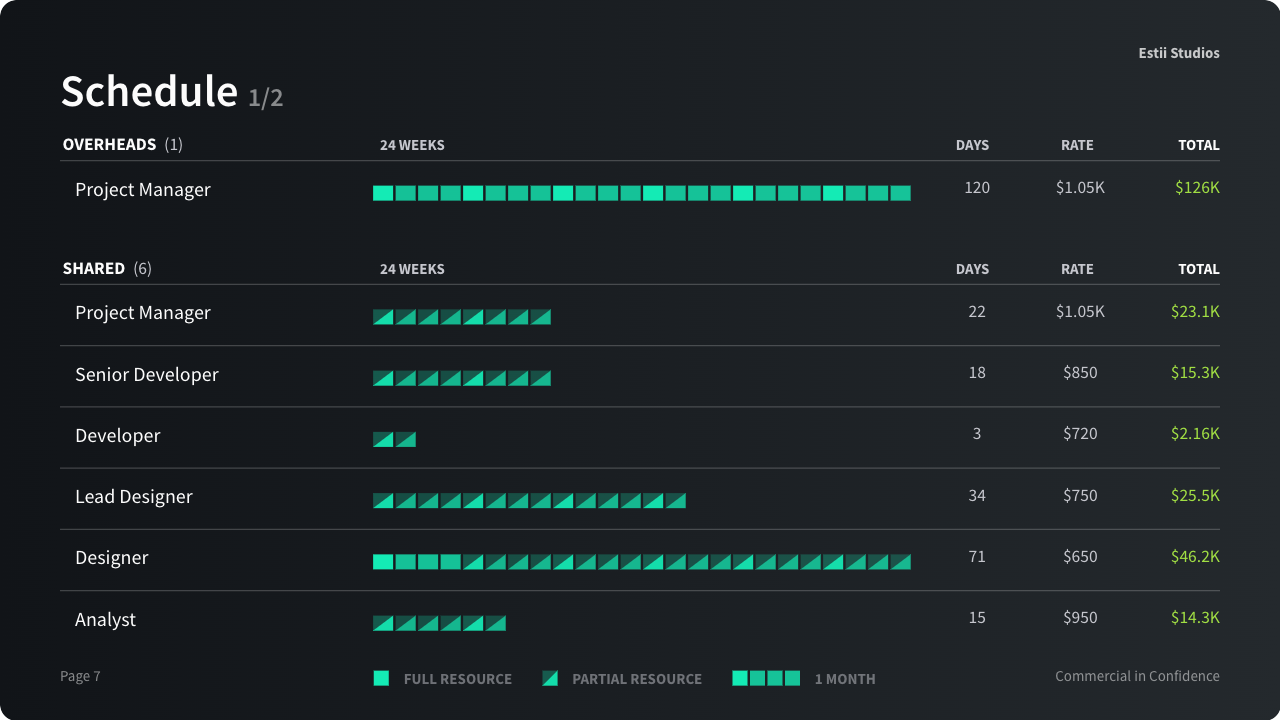 Estii Studios
Schedule 1/2
OVERHEADS (1) 24 WEEKS DAYS RATE TOTAL
Project Manager 120 $1.05K $126K
SHARED (6) 24 WEEKS DAYS RATE TOTAL
Project Manager 22 $1.05K $23.1K
Senior Developer 18 $850 $15.3K
Developer 3 $720 $2.16K
Lead Designer 34 $750 $25.5K
Designer 71 $650 $46.2K
Analyst 15 $950 $14.3K
Page 7 FULL RESOURCE PARTIAL RESOURCE 1 MONTH Commercial in Confidence